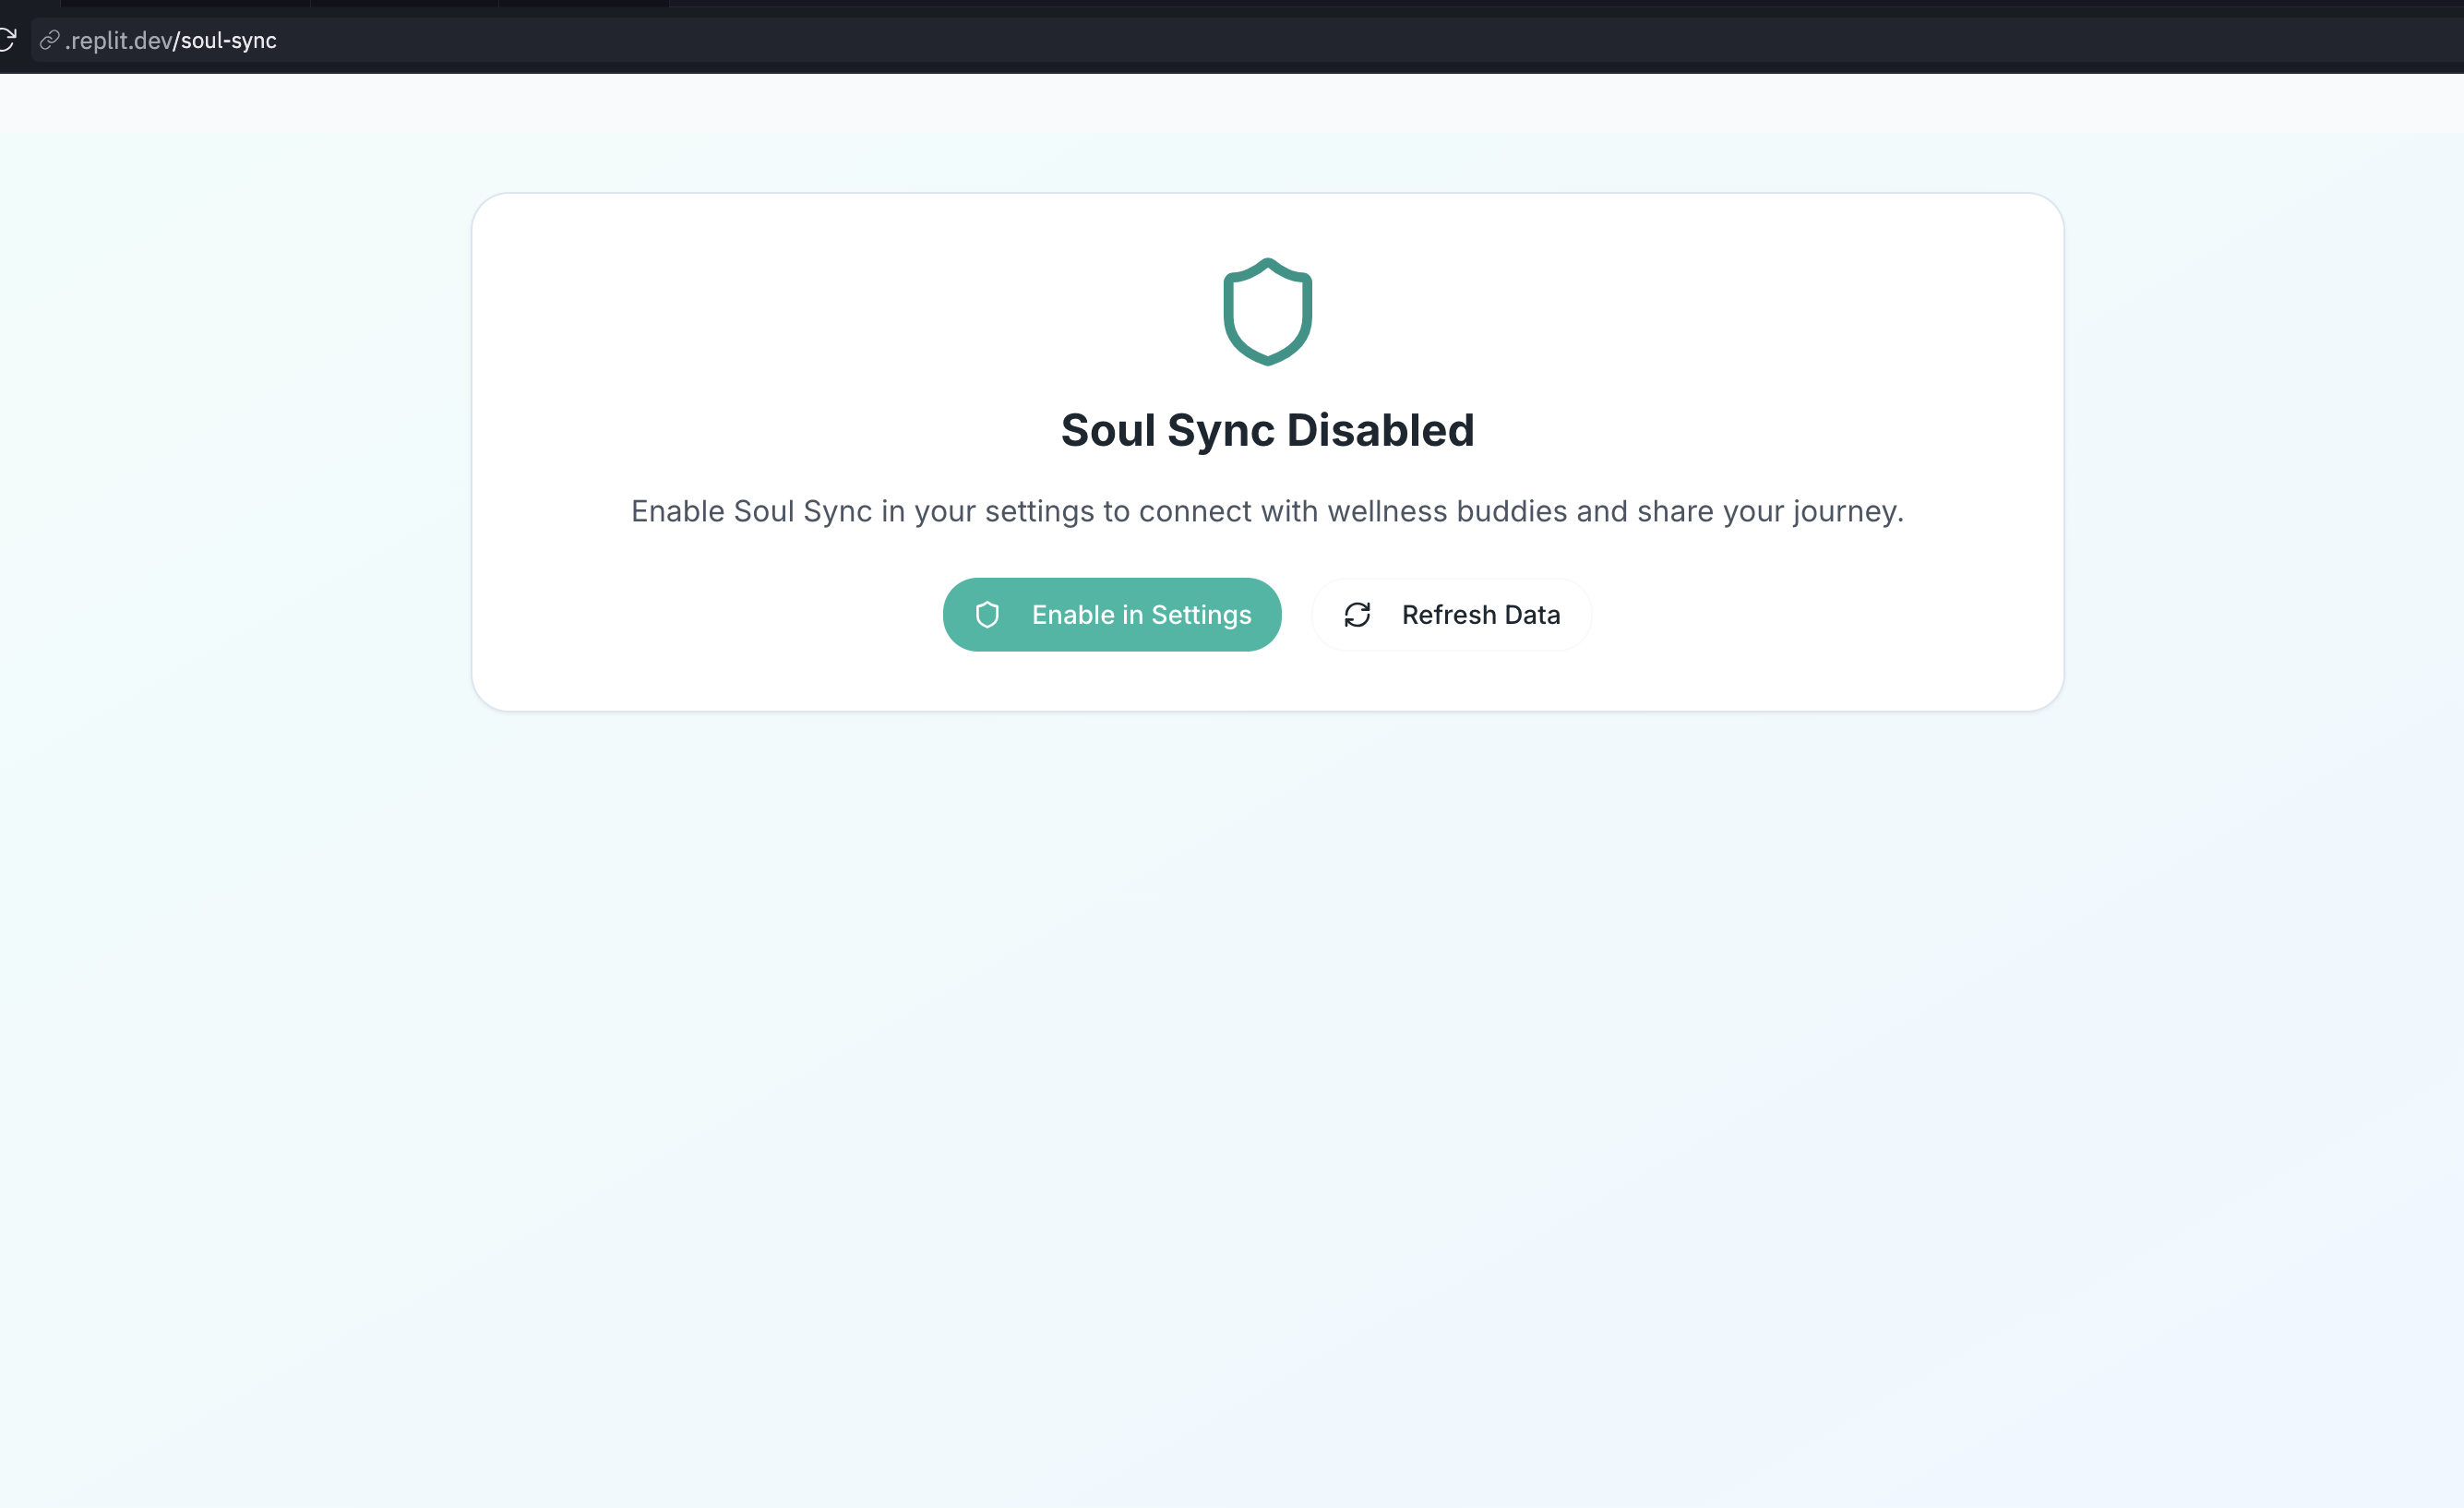 .replit.dev/soul-sync
Soul Sync Disabled
Enable Soul Sync in your settings to connect with wellness buddies and share your journey.
Enable in Settings
Refresh Data